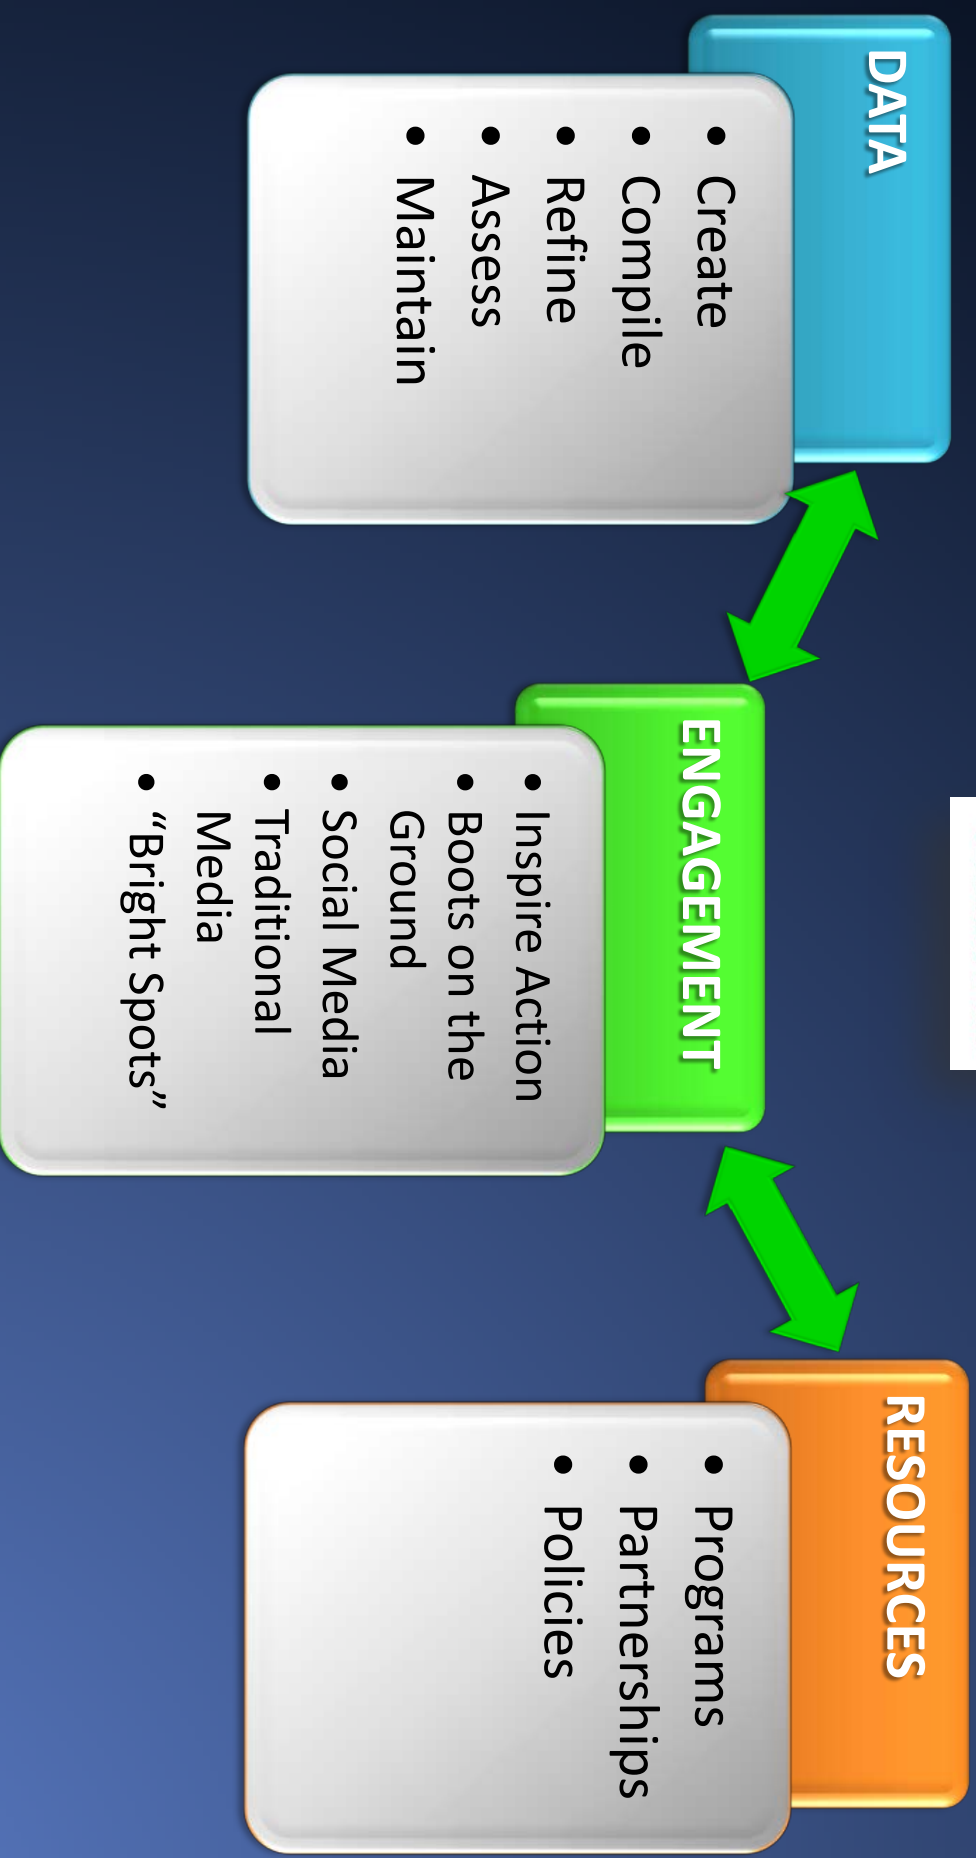 DATA
• Create
• Compile
• Refine
• Assess
• Maintain
ENGAGEMENT
• Inspire Action
• Boots on the
Ground
• Social Media
• Traditional
Media
• “Bright Spots”
RESOURCES
• Programs
• Partnerships
• Policies